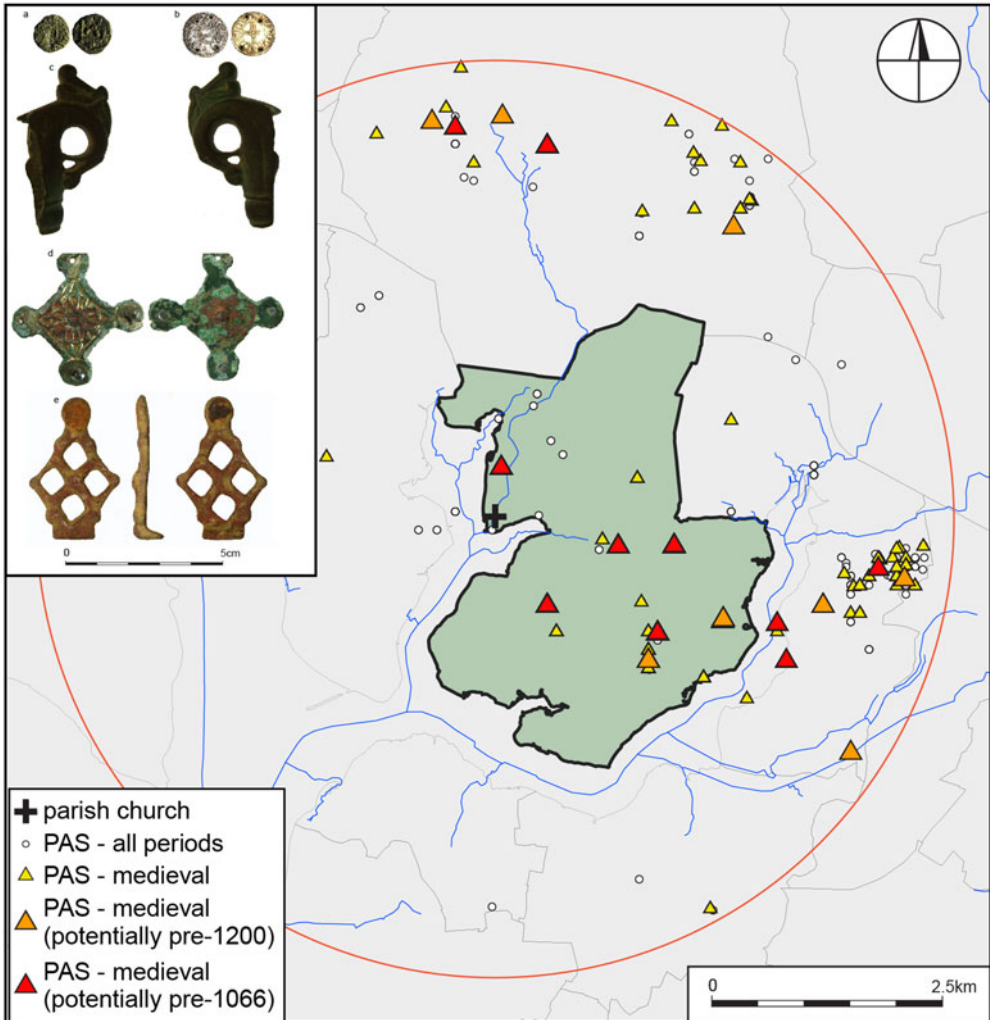 a
b
c
d
e
0 5cm
parish church
PAS - all periods
PAS - medieval
PAS - medieval
(potentially pre-1200)
PAS - medieval
(potentially pre-1066)
0 2.5km